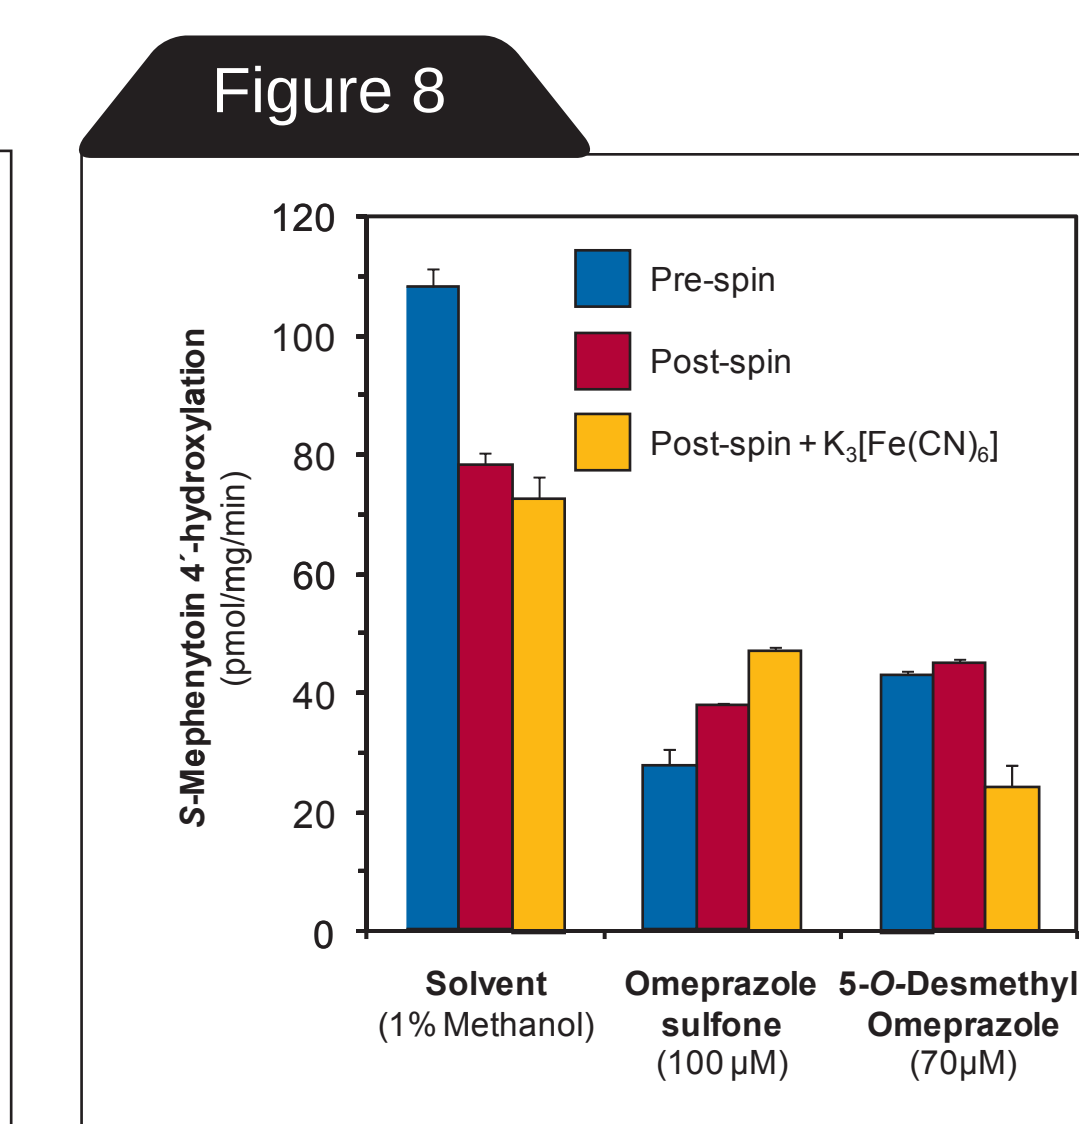 Figure 8
120
100
80
60
40
20
0
S-Mephenytoin 4´-hydroxylation
(pmol/mg/min)
Pre-spin
Post-spin
Post-spin + K₃[Fe(CN)₆]
Solvent
(1% Methanol)
Omeprazole
sulfone
(100 µM)
5-O-Desmethyl
Omeprazole
(70µM)